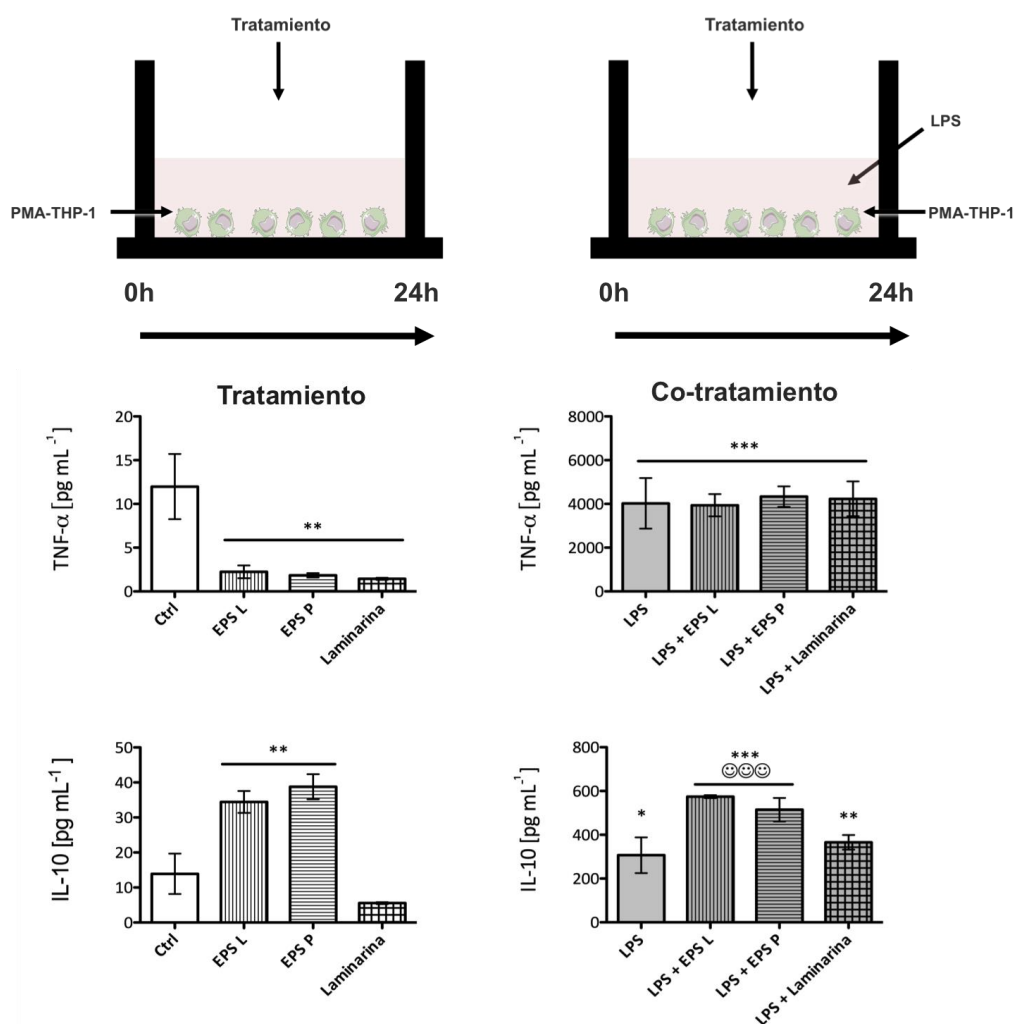 Tratamiento
PMA-THP-1
0h
24h
Tratamiento
LPS
PMA-THP-1
0h
24h
Tratamiento
TNF-α [pg mL⁻¹]
20
15
10
5
0
**
Ctrl
EPS L
EPS P
Laminarina
Co-tratamiento
TNF-α [pg mL⁻¹]
8000
6000
4000
2000
0
***
LPS
LPS + EPS L
LPS + EPS P
LPS + Laminarina
IL-10 [pg mL⁻¹]
50
40
30
20
10
0
**
Ctrl
EPS L
EPS P
Laminarina
IL-10 [pg mL⁻¹]
800
600
400
200
0
*
***
☺☺☺
**
LPS
LPS + EPS L
LPS + EPS P
LPS + Laminarina